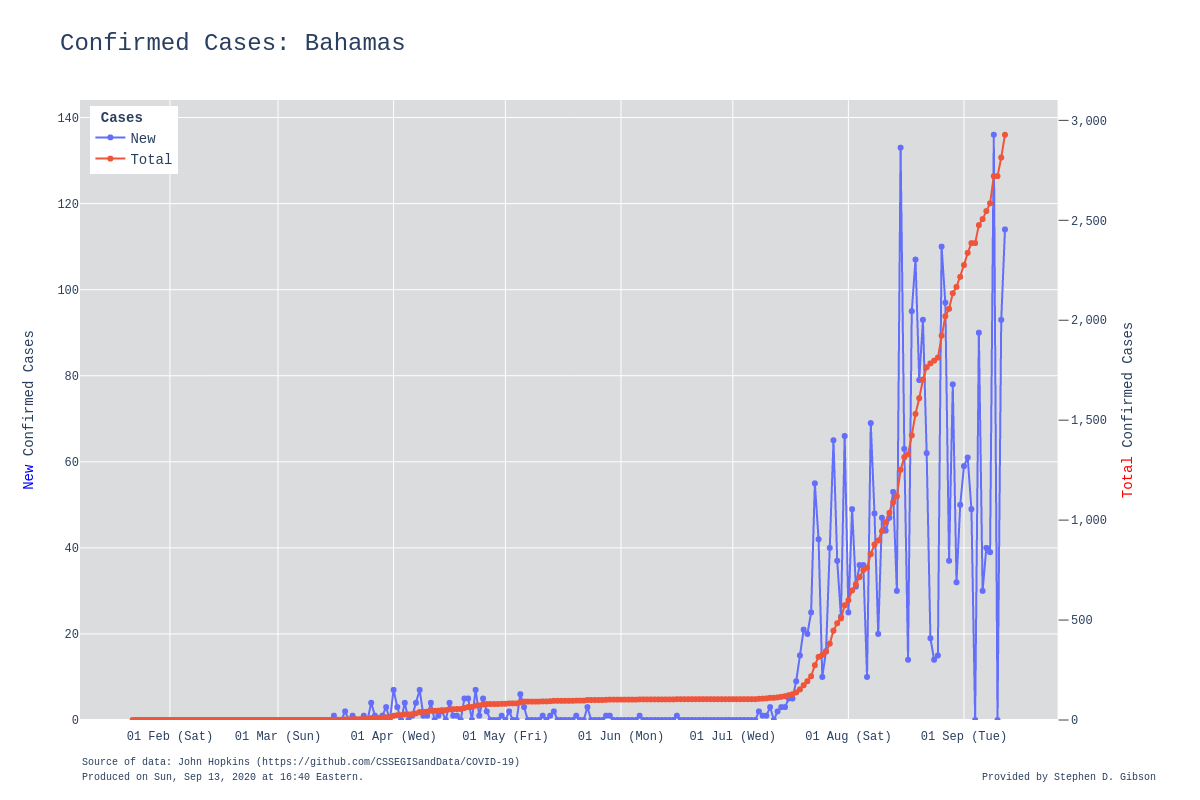 Confirmed Cases: Bahamas
Cases
New
Total
140
120
100
80
60
40
20
0
New Confirmed Cases
3,000
2,500
2,000
1,500
1,000
500
0
Total Confirmed Cases
01 Feb (Sat) 01 Mar (Sun) 01 Apr (Wed) 01 May (Fri) 01 Jun (Mon) 01 Jul (Wed) 01 Aug (Sat) 01 Sep (Tue)
Source of data: John Hopkins (https://github.com/CSSEGISandData/COVID-19)
Produced on Sun, Sep 13, 2020 at 16:40 Eastern.
Provided by Stephen D. Gibson